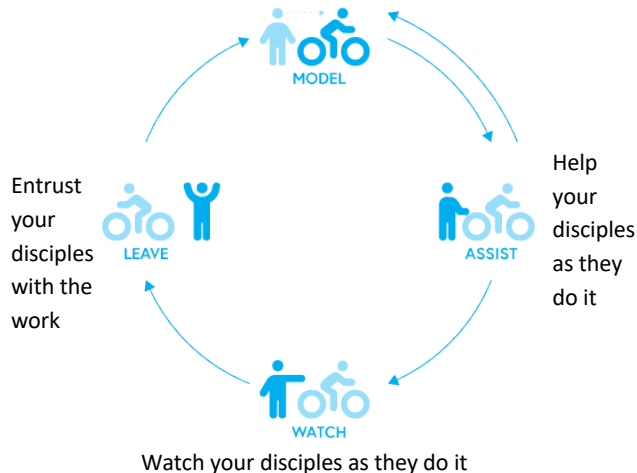 MODEL
Help
your
disciples
as they
do it
ASSIST
Entrust
your
disciples
with the
work
LEAVE
WATCH
Watch your disciples as they do it